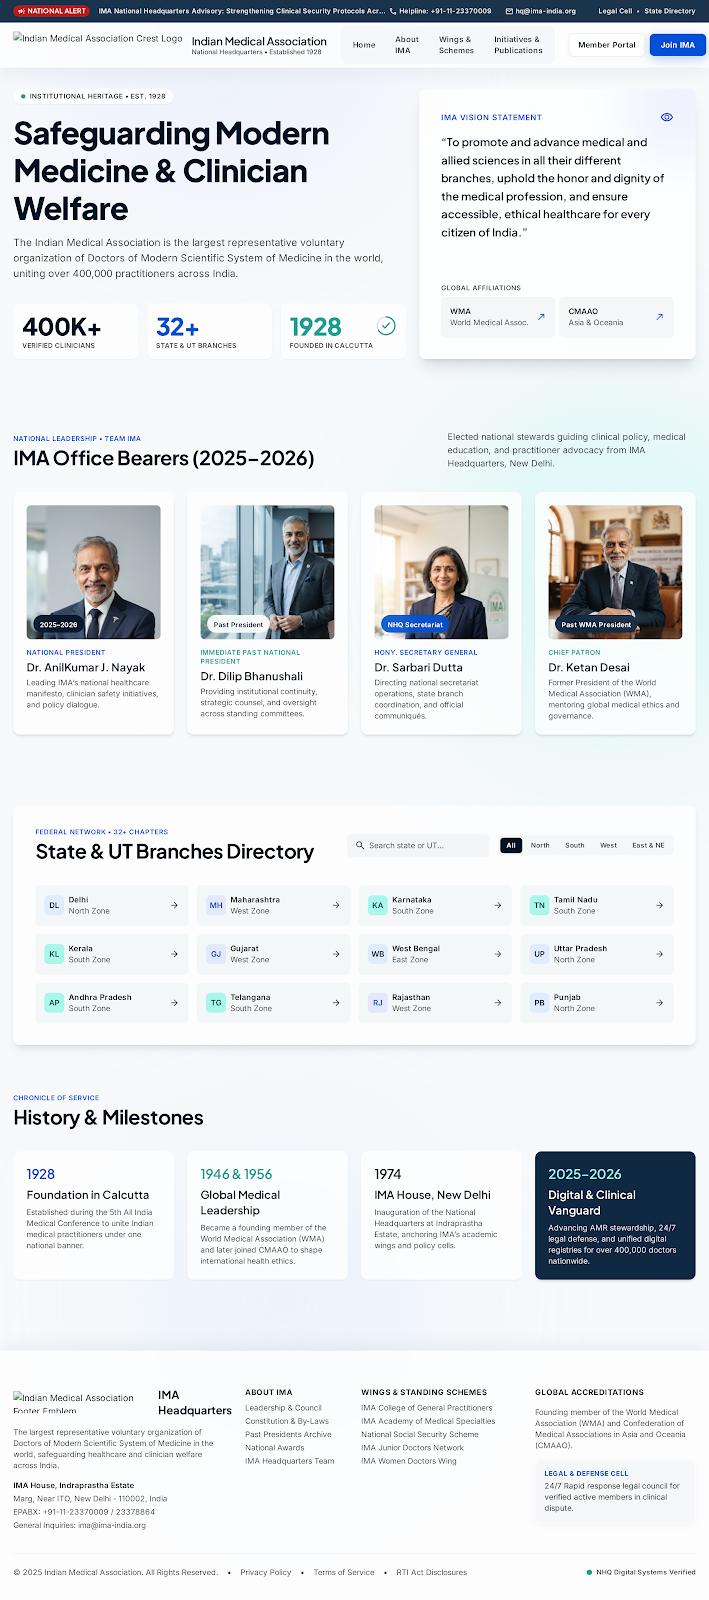 NATIONAL ALERT
IMA National Headquarters Advisory: Strengthening Clinical Security Protocols Acr...
Helpline: +91-11-23370009
hq@ima-india.org
Legal Cell • State Directory
Indian Medical Association Crest Logo
Indian Medical Association
National Headquarters • Established 1928
Home
About
IMA
Wings &
Schemes
Initiatives &
Publications
Member Portal
Join IMA
INSTITUTIONAL HERITAGE • EST. 1928
Safeguarding Modern
Medicine & Clinician
Welfare
The Indian Medical Association is the largest representative voluntary
organization of Doctors of Modern Scientific System of Medicine in the world,
uniting over 400,000 practitioners across India.
400K+
VERIFIED CLINICIANS
32+
STATE & UT BRANCHES
1928
FOUNDED IN CALCUTTA
IMA VISION STATEMENT
“To promote and advance medical and
allied sciences in all their different
branches, uphold the honor and dignity of
the medical profession, and ensure
accessible, ethical healthcare for every
citizen of India.”
GLOBAL AFFILIATIONS
WMA
World Medical Assoc.
CMAAO
Asia & Oceania
NATIONAL LEADERSHIP • TEAM IMA
IMA Office Bearers (2025–2026)
Elected national stewards guiding clinical policy, medical
education, and practitioner advocacy from IMA
Headquarters, New Delhi.
2025–2026
NATIONAL PRESIDENT
Dr. AnilKumar J. Nayak
Leading IMA's national healthcare
manifesto, clinician safety initiatives,
and policy dialogue.
Past President
IMMEDIATE PAST NATIONAL
PRESIDENT
Dr. Dilip Bhanushali
Providing institutional continuity,
strategic counsel, and oversight
across standing committees.
IMA
NHQ Secretariat
HONY. SECRETARY GENERAL
Dr. Sarbari Dutta
Directing national secretariat
operations, state branch
coordination, and official
communiqués.
Past WMA President
CHIEF PATRON
Dr. Ketan Desai
Former President of the World
Medical Association (WMA),
mentoring global medical ethics and
governance.
FEDERAL NETWORK • 32+ CHAPTERS
State & UT Branches Directory
Search state or UT...
All
North
South
West
East & NE
DL
Delhi
North Zone
MH
Maharashtra
West Zone
KA
Karnataka
South Zone
TN
Tamil Nadu
South Zone
KL
Kerala
South Zone
GJ
Gujarat
West Zone
WB
West Bengal
East Zone
UP
Uttar Pradesh
North Zone
AP
Andhra Pradesh
South Zone
TG
Telangana
South Zone
RJ
Rajasthan
West Zone
PB
Punjab
North Zone
CHRONICLE OF SERVICE
History & Milestones
1928
Foundation in Calcutta
Established during the 5th All India
Medical Conference to unite Indian
medical practitioners under one
national banner.
1946 & 1956
Global Medical
Leadership
Became a founding member of the
World Medical Association (WMA)
and later joined CMAAO to shape
international health ethics.
1974
IMA House, New Delhi
Inauguration of the National
Headquarters at Indraprastha
Estate, anchoring IMA's academic
wings and policy cells.
2025–2026
Digital & Clinical
Vanguard
Advancing AMR stewardship, 24/7
legal defense, and unified digital
registries for over 400,000 doctors
nationwide.
Indian Medical Association
Footer Emblem
IMA
Headquarters
The largest representative voluntary organization of
Doctors of Modern Scientific System of Medicine in the
world, safeguarding healthcare and clinician welfare
across India.
IMA House, Indraprastha Estate
Marg, Near ITO, New Delhi - 110002, India
EPABX: +91-11-23370009 / 23378864
General Inquiries: ima@ima-india.org
ABOUT IMA
Leadership & Council
Constitution & By-Laws
Past Presidents Archive
National Awards
IMA Headquarters Team
WINGS & STANDING SCHEMES
IMA College of General Practitioners
IMA Academy of Medical Specialties
National Social Security Scheme
IMA Junior Doctors Network
IMA Women Doctors Wing
GLOBAL ACCREDITATIONS
Founding member of the World Medical
Association (WMA) and Confederation of
Medical Associations in Asia and Oceania
(CMAAO).
LEGAL & DEFENSE CELL
24/7 Rapid response legal council for
verified active members in clinical
dispute.
© 2025 Indian Medical Association. All Rights Reserved. • Privacy Policy • Terms of Service • RTI Act Disclosures
NHQ Digital Systems Verified